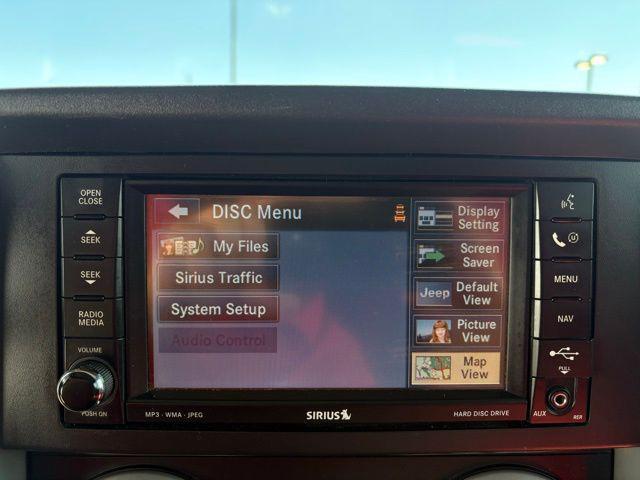 OPEN
CLOSE
SEEK
SEEK
RADIO
MEDIA
VOLUME
PUSH ON
DISC Menu
My Files
Sirius Traffic
System Setup
Audio Control
Display
Setting
Screen
Saver
Jeep
Default
View
Picture
View
Map
View
MENU
NAV
PULL
AUX
RER
MP3 · WMA · JPEG
SIRIUS
HARD DISC DRIVE